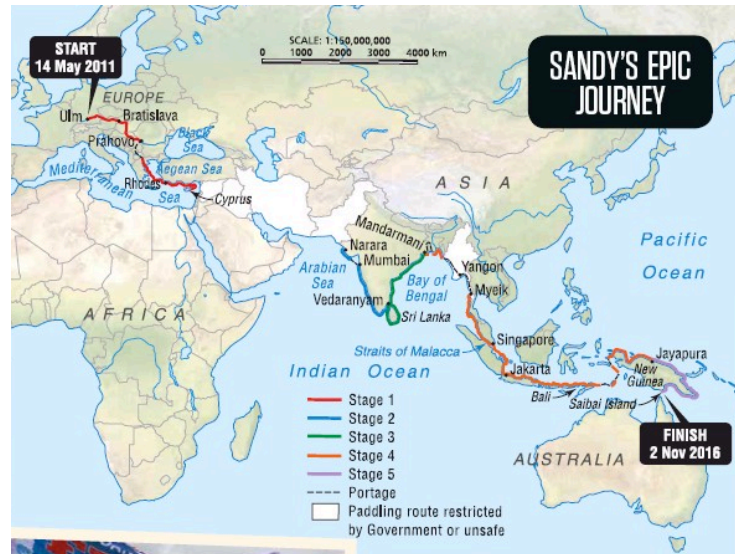 START
14 May 2011
SCALE: 1:150,000,000
0 1000 2000 3000 4000 km
SANDY'S EPIC
JOURNEY
EUROPE
Ulm
Bratislava
Prahovo
Black
Sea
Aegean Sea
Mediterranean
Sea
Rhodes
Cyprus
ASIA
Mandarmani
Narara
Mumbai
Arabian
Sea
Bay of
Bengal
Yangon
Myeik
Vedaranyam
Sri Lanka
Pacific
Ocean
AFRICA
Straits of Malacca
Singapore
Indian Ocean
Jakarta
Bali
Saibai Island
Jayapura
New
Guinea
AUSTRALIA
FINISH
2 Nov 2016
Stage 1
Stage 2
Stage 3
Stage 4
Stage 5
Portage
Paddling route restricted
by Government or unsafe